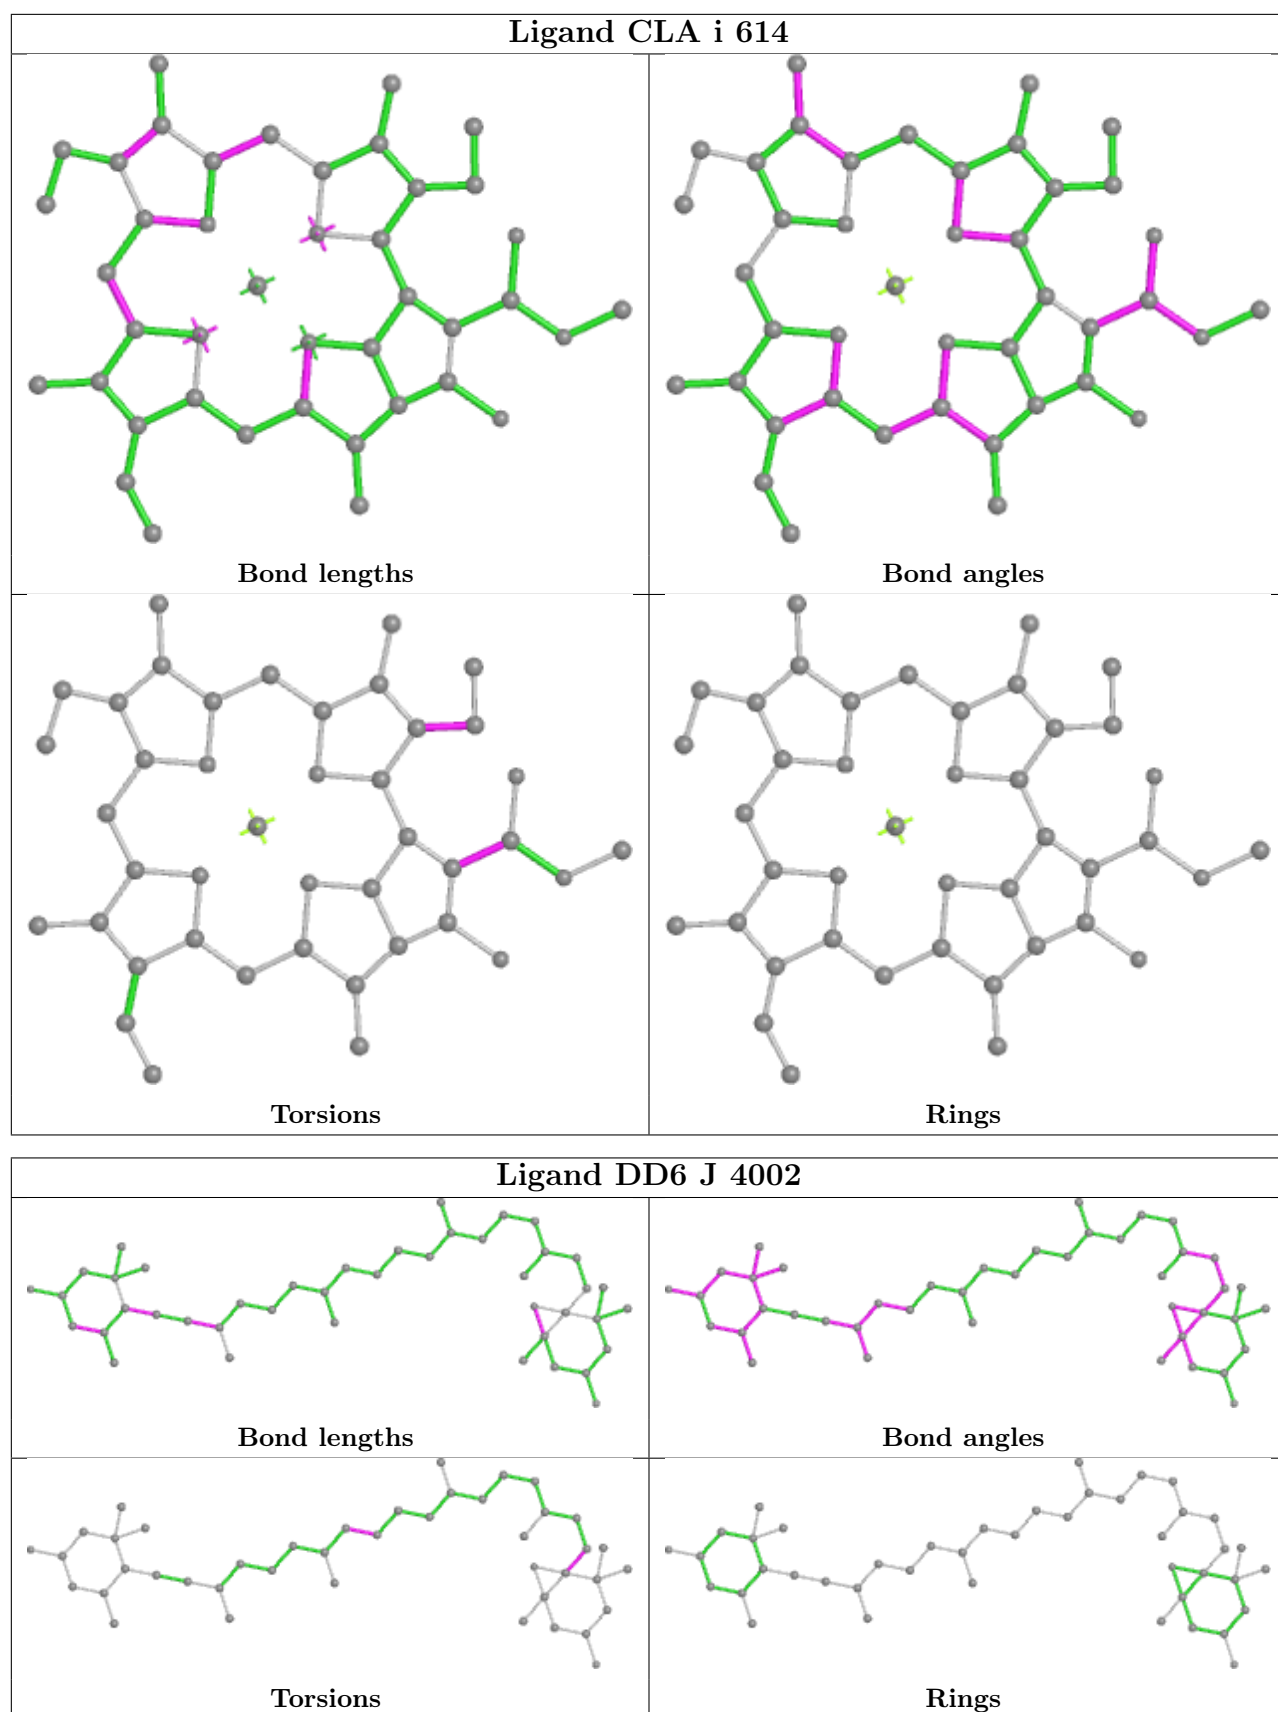 Ligand CLA i 614
Bond lengths
Bond angles
Torsions
Rings
Ligand DD6 J 4002
Bond lengths
Bond angles
Torsions
Rings